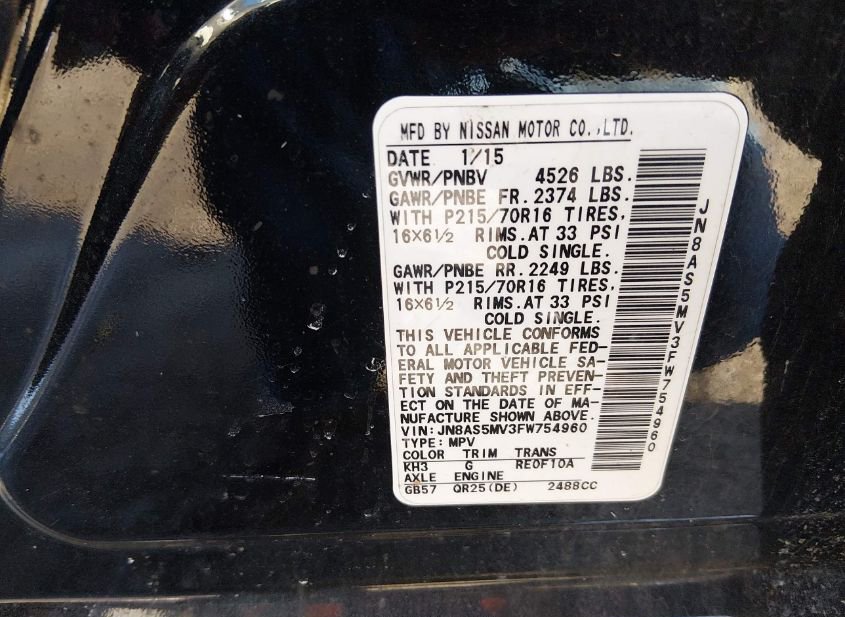 MFD BY NISSAN MOTOR CO.,LTD.
DATE 1/15
GVWR/PNBV 4526 LBS.
GAWR/PNBE FR. 2374 LBS.
WITH P215/70R16 TIRES,
16×6½ RIMS. AT 33 PSI
COLD SINGLE.
GAWR/PNBE RR. 2249 LBS.
WITH P215/70R16 TIRES,
16×6½ RIMS. AT 33 PSI
COLD SINGLE.
THIS VEHICLE CONFORMS
TO ALL APPLICABLE FED-
ERAL MOTOR VEHICLE SA-
FETY AND THEFT PREVEN-
TION STANDARDS IN EFF-
ECT ON THE DATE OF MA-
NUFACTURE SHOWN ABOVE.
VIN: JN8AS5MV3FW754960
TYPE: MPV
COLOR TRIM TRANS
KH3 G RE0F10A
AXLE ENGINE
GB57 QR25(DE) 2488CC
JN8AS5MV3FW754960